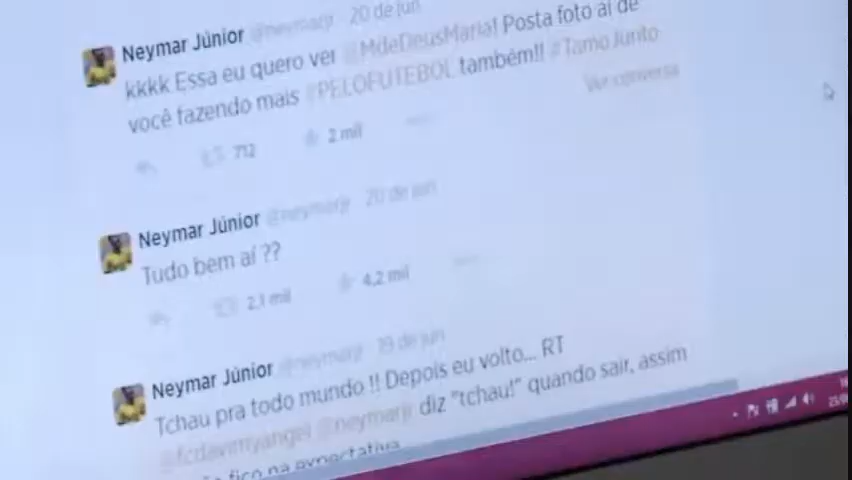 Neymar Júnior @neymarjr · 20 de jun
kkkk Essa eu quero ver @MdeDeusMaria! Posta foto aí de
você fazendo mais #PELOFUTEBOL também!! #TamoJunto
Ver conversa
712 2 mil
Neymar Júnior @neymarjr · 20 de jun
Tudo bem aí ??
2,1 mil 4,2 mil
Neymar Júnior @neymarjr · 19 de jun
Tchau pra todo mundo !! Depois eu volto... RT
@fcdavimyangel @neymarjr diz "tchau!" quando sair, assim
fico na expectativa